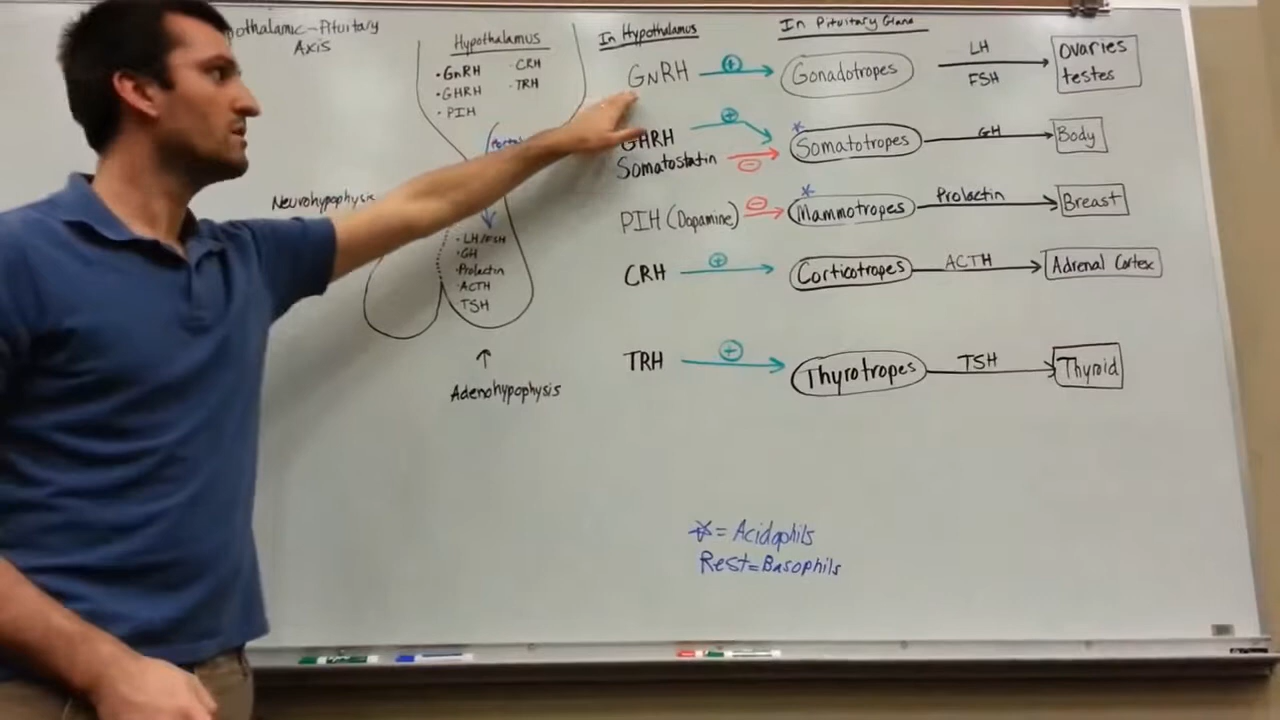 othalamic-Pituitary
Axis
Hypothalamus
• GnRH
· CRH
• GHRH
· TRH
· PIH
Neurohypophysis
· LH/FSH
· GH
· Prolactin
· ACTH
TSH
↑
Adenohypophysis
In Hypothalamus
In Pituitary Gland
GnRH + Gonadotropes LH FSH Ovaries testes
GHRH + * Somatotropes GH Body
Somatostatin -
PIH (Dopamine) - * Mammotropes Prolactin Breast
CRH + Corticotropes ACTH Adrenal Cortex
TRH + Thyrotropes TSH Thyroid
* = Acidophils
Rest = Basophils